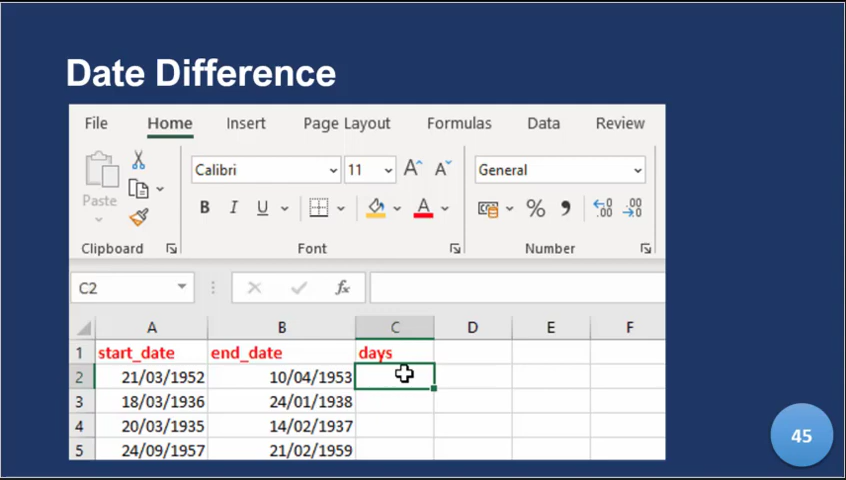 Date Difference
File Home Insert Page Layout Formulas Data Review
Paste
Calibri 11 A A General
B I U A % , .00 .00
Clipboard Font Number
C2 fx
A B C D E F
1 start_date end_date days
2 21/03/1952 10/04/1953
3 18/03/1936 24/01/1938
4 20/03/1935 14/02/1937
5 24/09/1957 21/02/1959
45